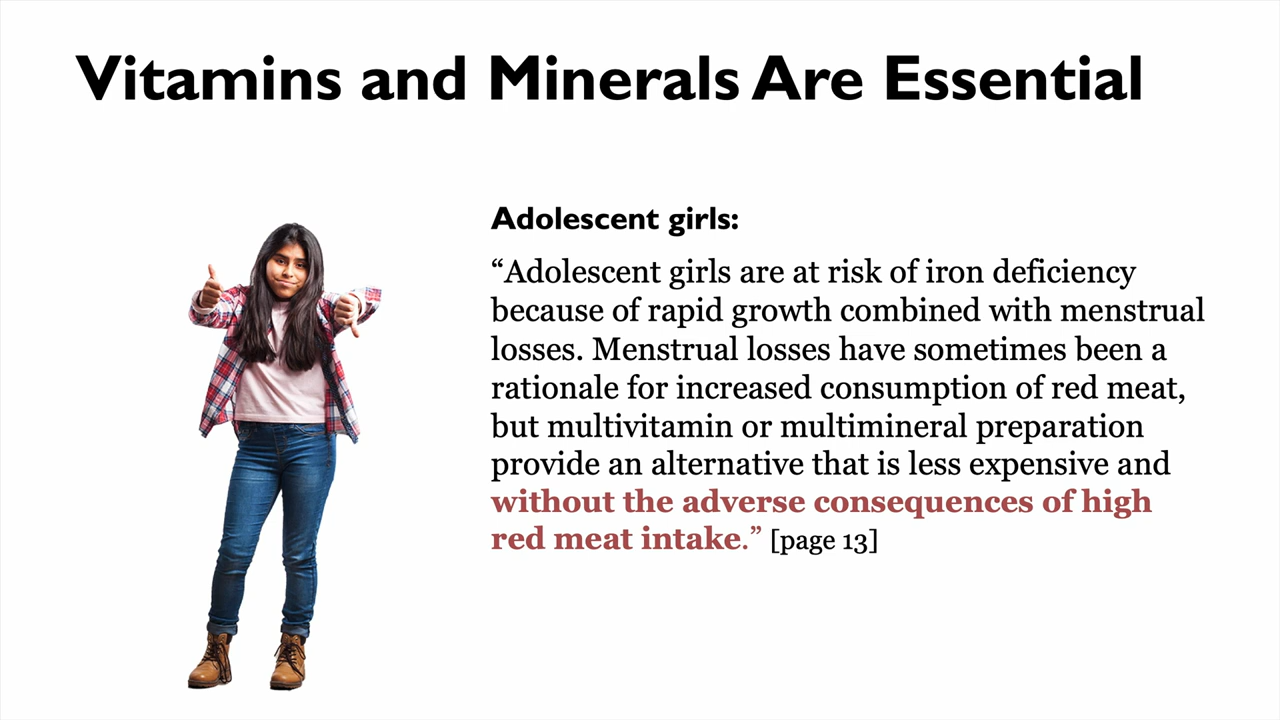 Vitamins and Minerals Are Essential
Adolescent girls:
“Adolescent girls are at risk of iron deficiency
because of rapid growth combined with menstrual
losses. Menstrual losses have sometimes been a
rationale for increased consumption of red meat,
but multivitamin or multimineral preparation
provide an alternative that is less expensive and
without the adverse consequences of high
red meat intake.” [page 13]